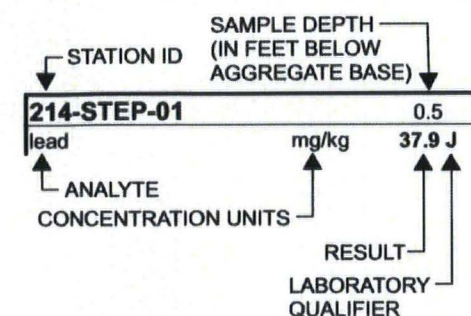 SAMPLE DEPTH
(IN FEET BELOW
AGGREGATE BASE)
STATION ID
214-STEP-01 0.5
lead mg/kg 37.9 J
ANALYTE
CONCENTRATION UNITS
RESULT
LABORATORY
QUALIFIER